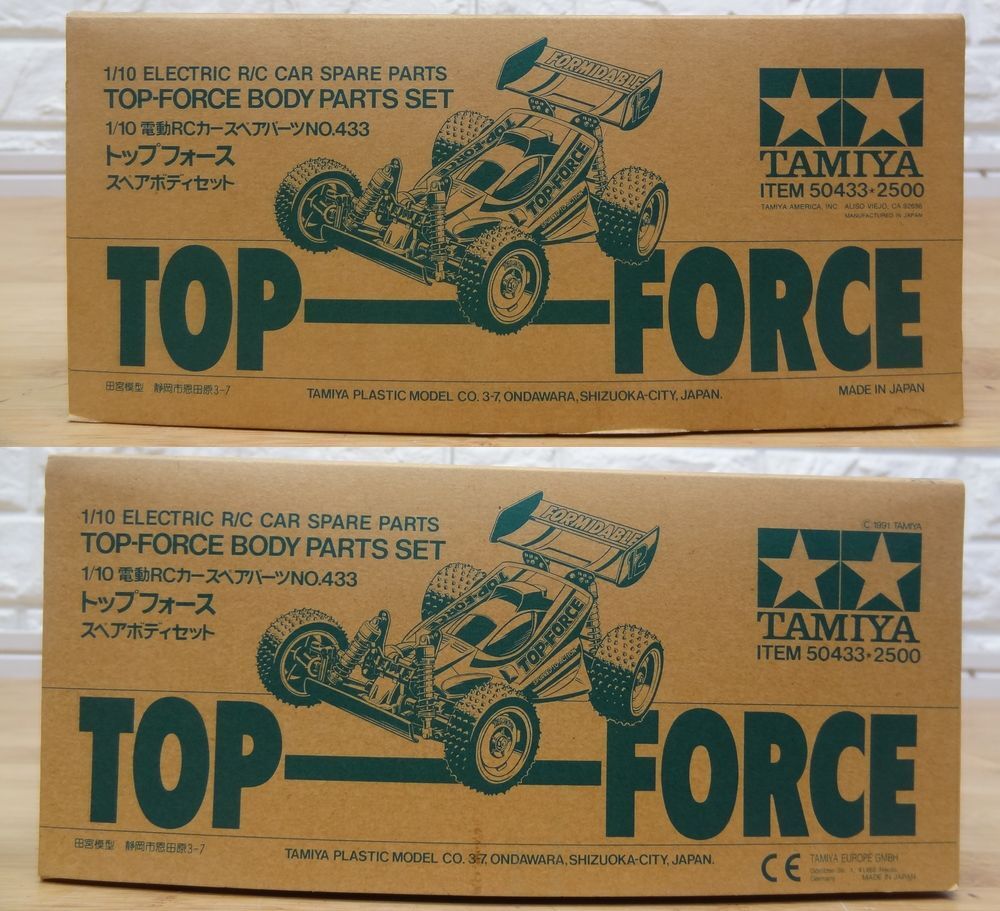 1/10 ELECTRIC R/C CAR SPARE PARTS
TOP-FORCE BODY PARTS SET
1/10 電動RCカースペアパーツNO.433
トップフォース
スペアボディセット
FORMIDABLE
12
TOP-FORCE
TOP-FORCE
TAMIYA
ITEM 50433★2500
TAMIYA AMERICA, INC ALISO VIEJO, CA 92656
MANUFACTURED IN JAPAN
TOP FORCE
田宮模型 静岡市恩田原3-7
TAMIYA PLASTIC MODEL CO. 3-7, ONDAWARA, SHIZUOKA-CITY, JAPAN.
MADE IN JAPAN
1/10 ELECTRIC R/C CAR SPARE PARTS
TOP-FORCE BODY PARTS SET
1/10 電動RCカースペアパーツNO.433
トップフォース
スペアボディセット
FORMIDABLE
12
TOP-FORCE
TOP-FORCE
© 1991 TAMIYA
TAMIYA
ITEM 50433★2500
TOP FORCE
田宮模型 静岡市恩田原3-7
TAMIYA PLASTIC MODEL CO. 3-7, ONDAWARA, SHIZUOKA-CITY, JAPAN.
CE
TAMIYA EUROPE GMBH
Germany
MADE IN JAPAN